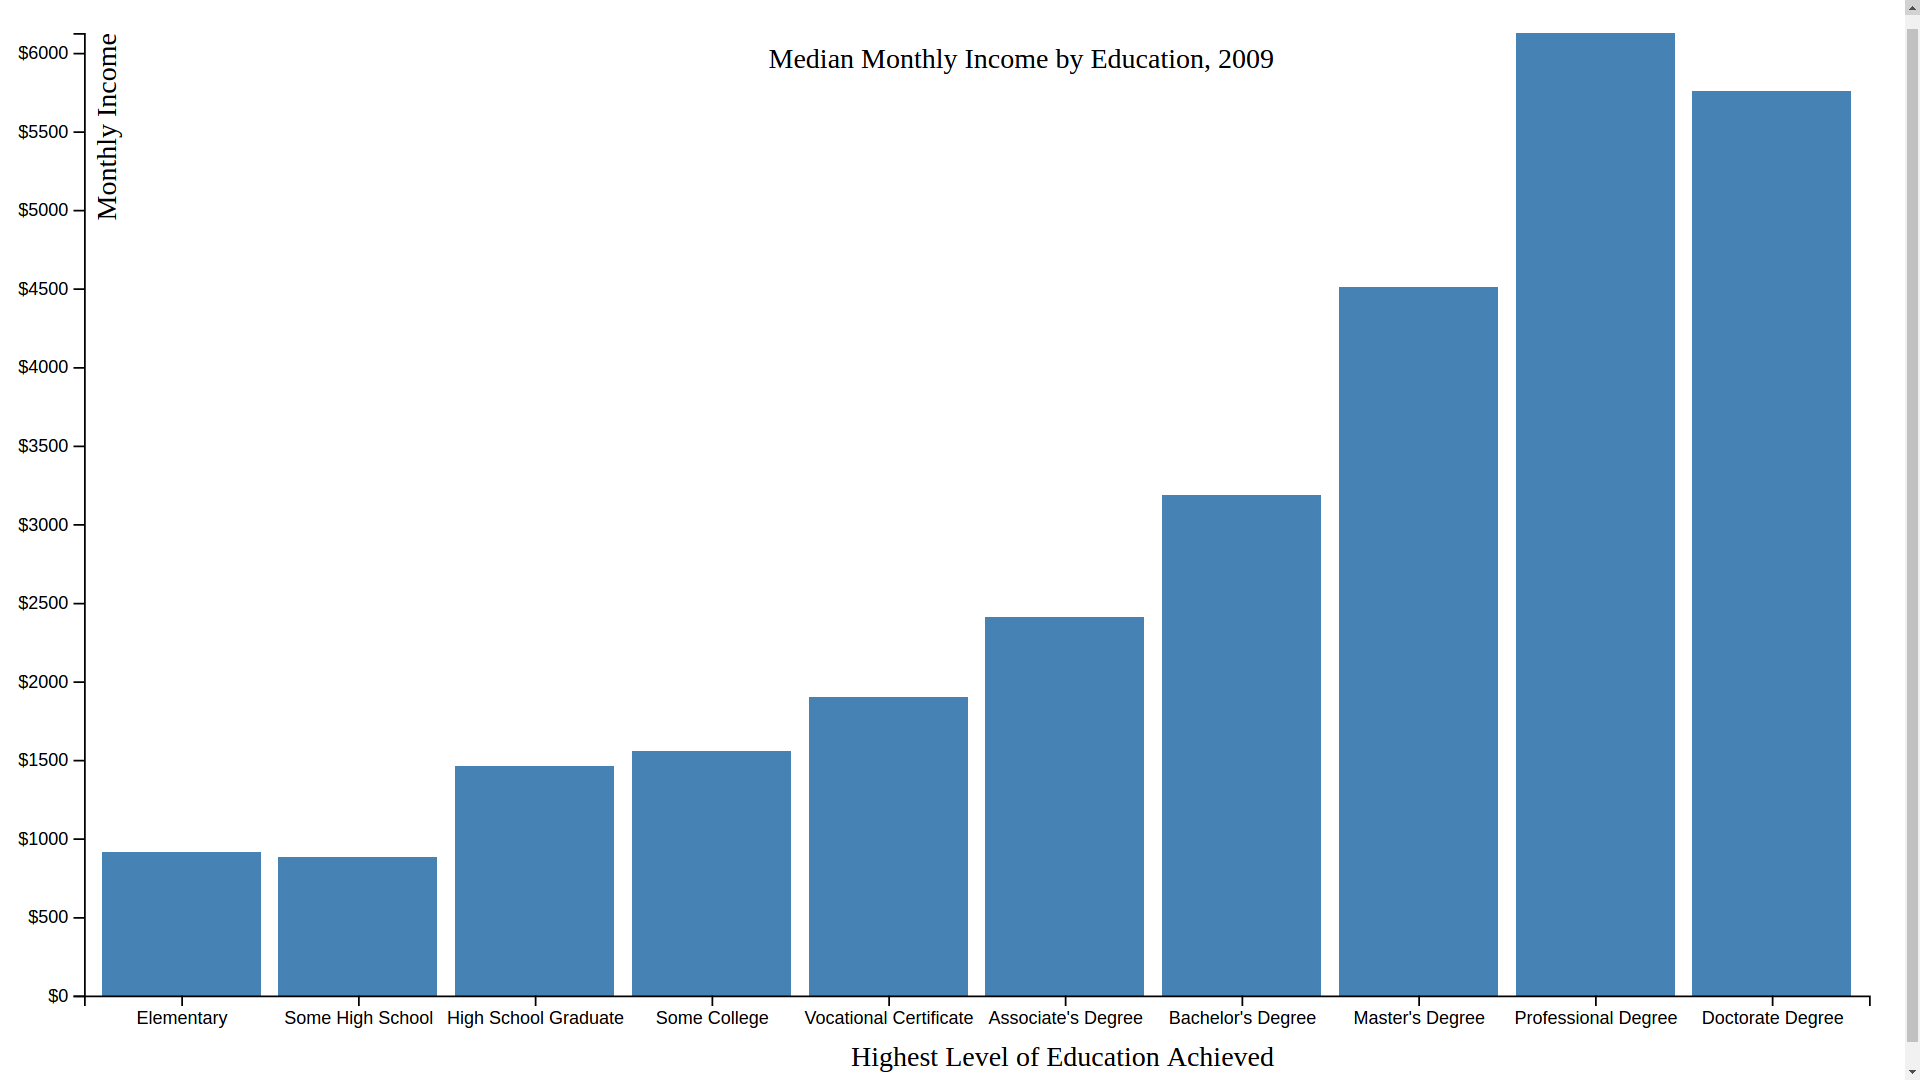 Median Monthly Income by Education, 2009
Monthly Income
$6000
$5500
$5000
$4500
$4000
$3500
$3000
$2500
$2000
$1500
$1000
$500
$0
Elementary
Some High School
High School Graduate
Some College
Vocational Certificate
Associate's Degree
Bachelor's Degree
Master's Degree
Professional Degree
Doctorate Degree
Highest Level of Education Achieved